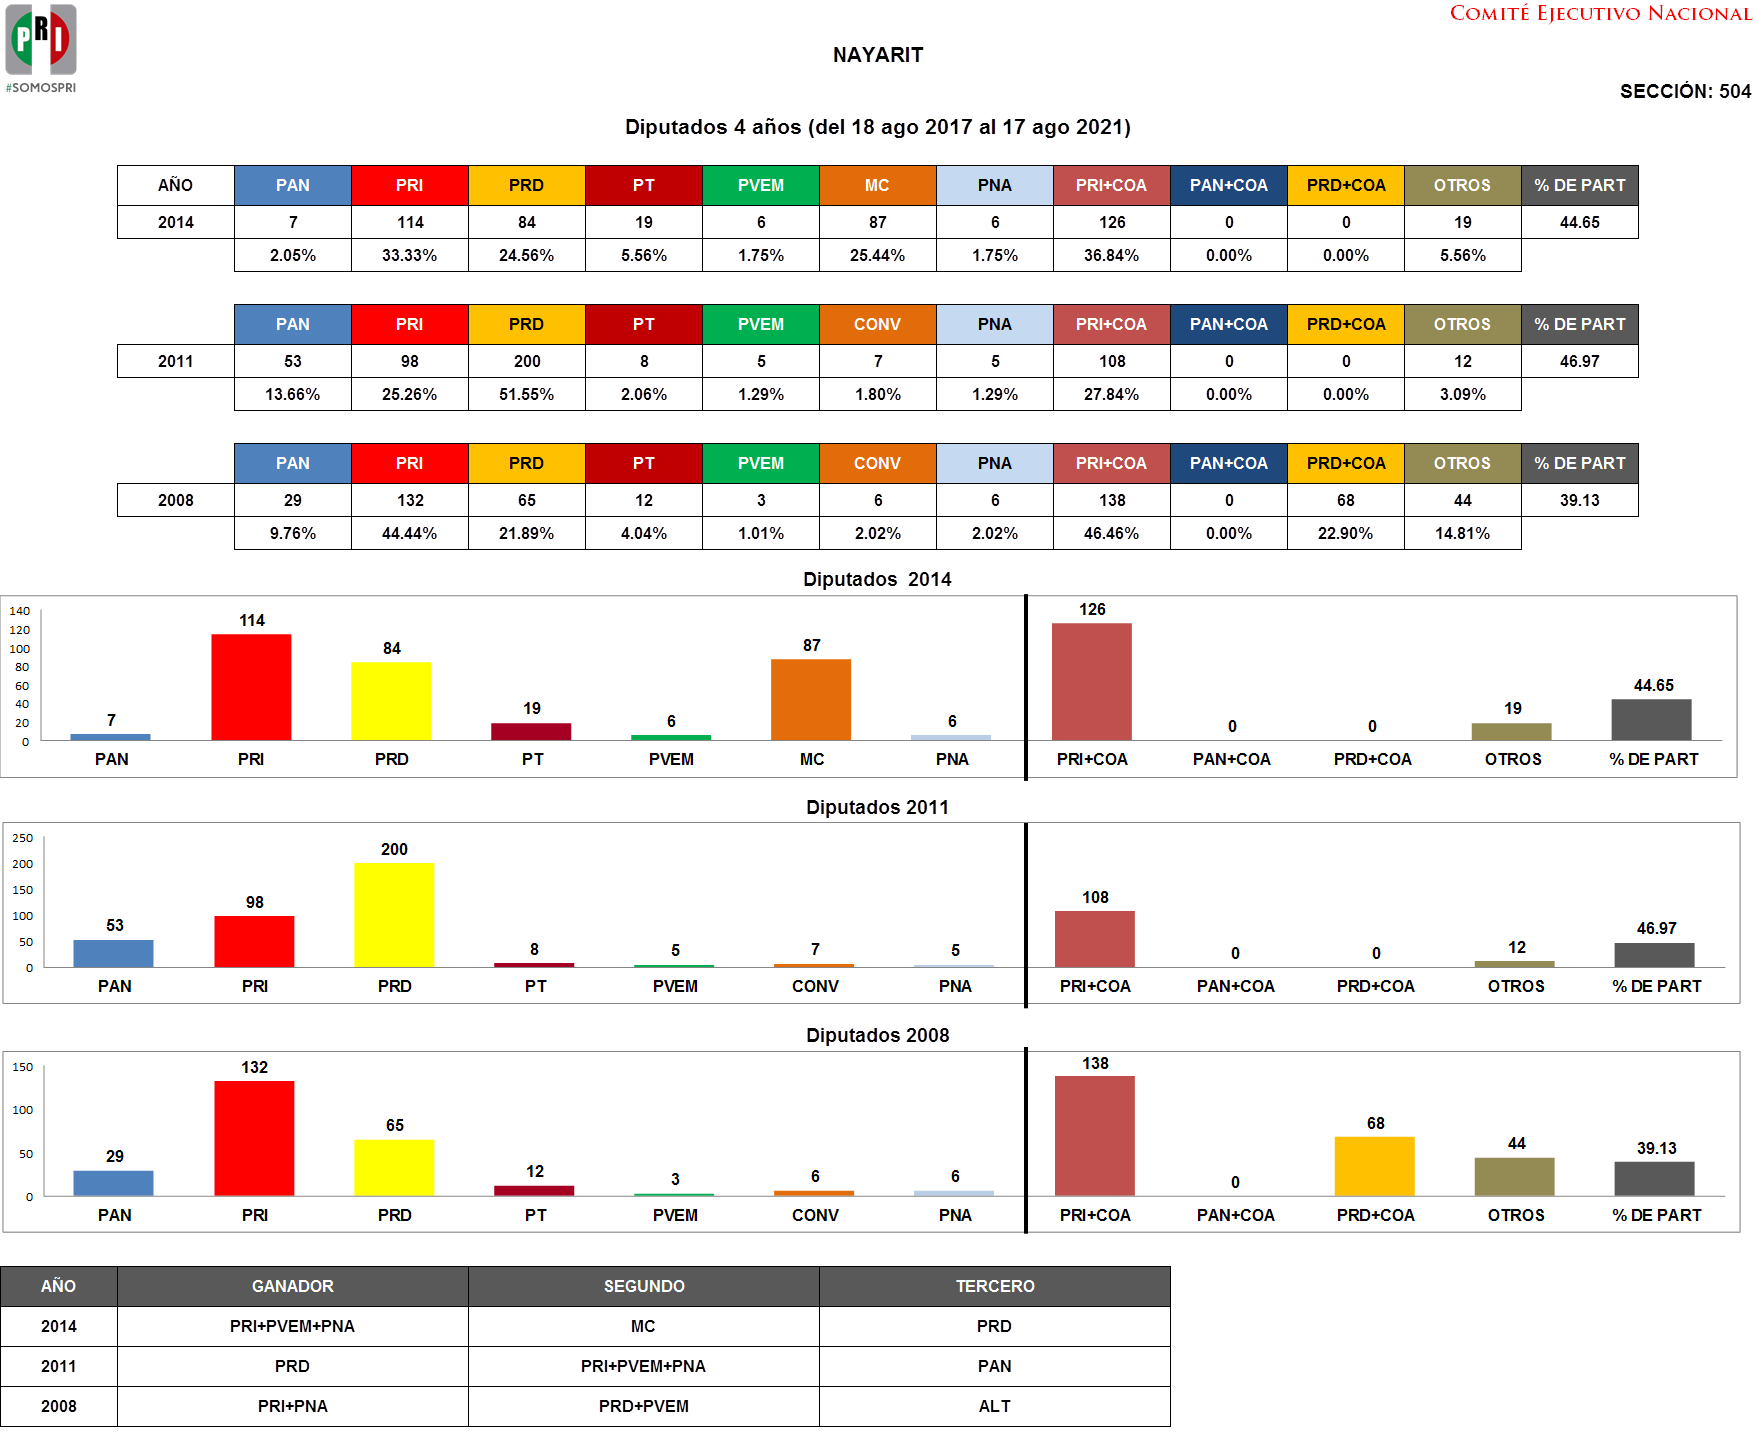 PRI
#SOMOSPRI
COMITÉ EJECUTIVO NACIONAL
NAYARIT
SECCIÓN: 504
Diputados 4 años (del 18 ago 2017 al 17 ago 2021)
AÑO PAN PRI PRD PT PVEM MC PNA PRI+COA PAN+COA PRD+COA OTROS % DE PART
2014 7 114 84 19 6 87 6 126 0 0 19 44.65
2.05% 33.33% 24.56% 5.56% 1.75% 25.44% 1.75% 36.84% 0.00% 0.00% 5.56%
PAN PRI PRD PT PVEM CONV PNA PRI+COA PAN+COA PRD+COA OTROS % DE PART
2011 53 98 200 8 5 7 5 108 0 0 12 46.97
13.66% 25.26% 51.55% 2.06% 1.29% 1.80% 1.29% 27.84% 0.00% 0.00% 3.09%
PAN PRI PRD PT PVEM CONV PNA PRI+COA PAN+COA PRD+COA OTROS % DE PART
2008 29 132 65 12 3 6 6 138 0 68 44 39.13
9.76% 44.44% 21.89% 4.04% 1.01% 2.02% 2.02% 46.46% 0.00% 22.90% 14.81%
Diputados 2014
140
120
100
80
60
40
20
0
7 114 84 19 6 87 6 126 0 0 19 44.65
PAN PRI PRD PT PVEM MC PNA PRI+COA PAN+COA PRD+COA OTROS % DE PART
Diputados 2011
250
200
150
100
50
0
53 98 200 8 5 7 5 108 0 0 12 46.97
PAN PRI PRD PT PVEM CONV PNA PRI+COA PAN+COA PRD+COA OTROS % DE PART
Diputados 2008
150
100
50
0
29 132 65 12 3 6 6 138 0 68 44 39.13
PAN PRI PRD PT PVEM CONV PNA PRI+COA PAN+COA PRD+COA OTROS % DE PART
AÑO GANADOR SEGUNDO TERCERO
2014 PRI+PVEM+PNA MC PRD
2011 PRD PRI+PVEM+PNA PAN
2008 PRI+PNA PRD+PVEM ALT